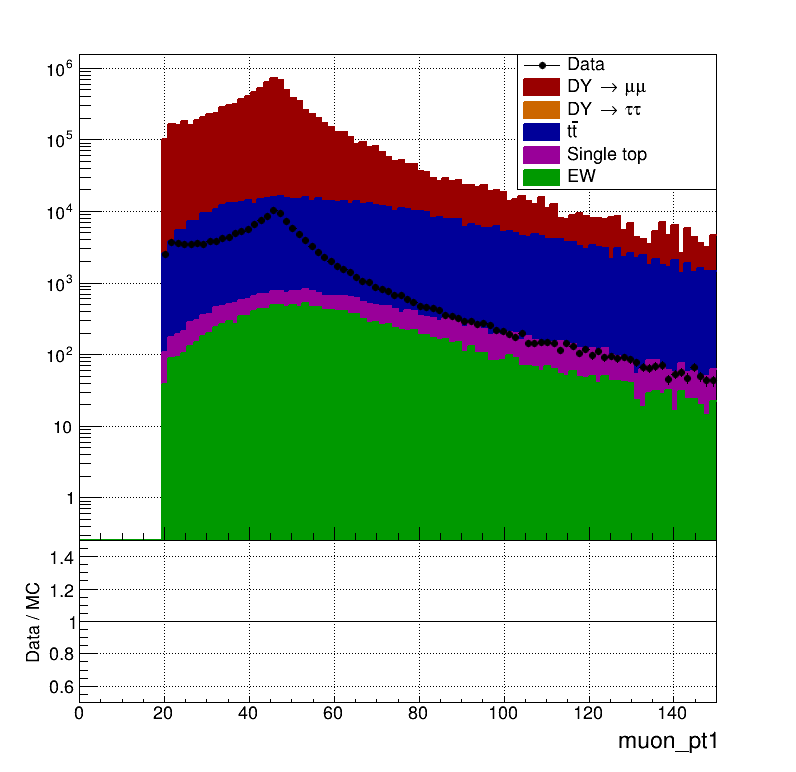 10⁶
10⁵
10⁴
10³
10²
10
1
Data
DY → μμ
DY → ττ
tt̄
Single top
EW
Data / MC
1.4
1.2
1
0.8
0.6
0 20 40 60 80 100 120 140
muon_pt1